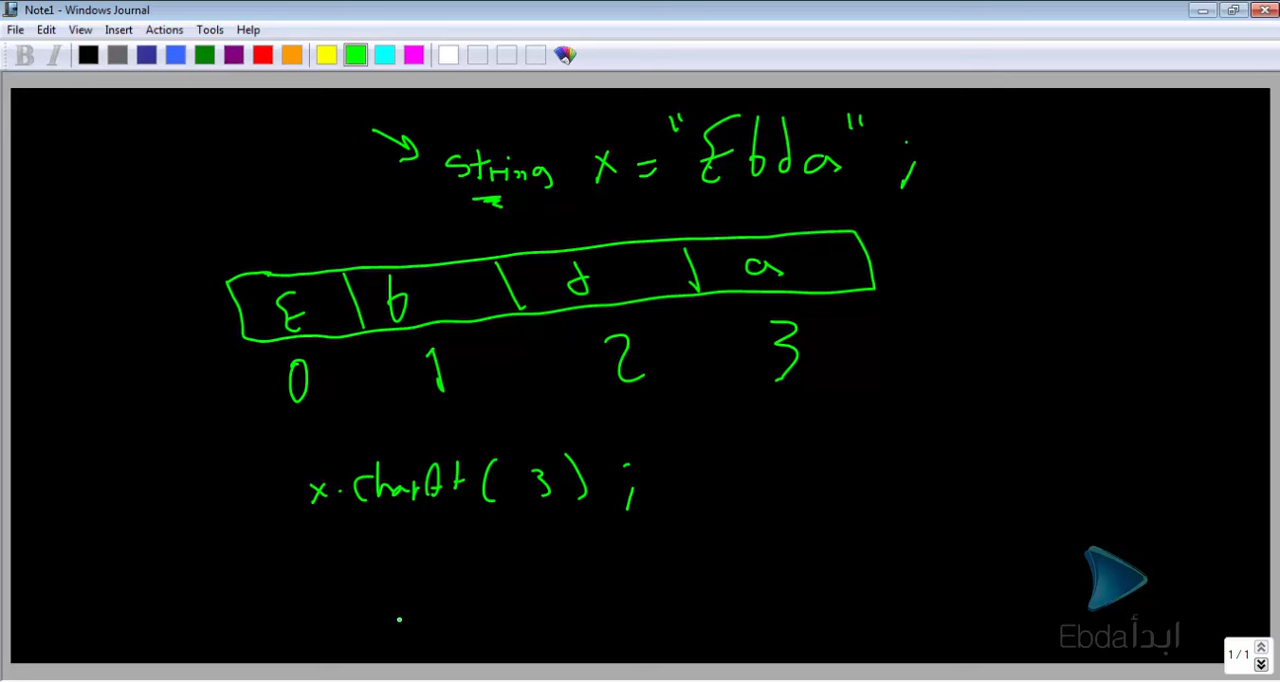 Note1 - Windows Journal
File Edit View Insert Actions Tools Help
B I
string x = "Ebda" ;
E b d a
0 1 2 3
x.charAt ( 3 ) ;
Ebda ابدأ
1 / 1